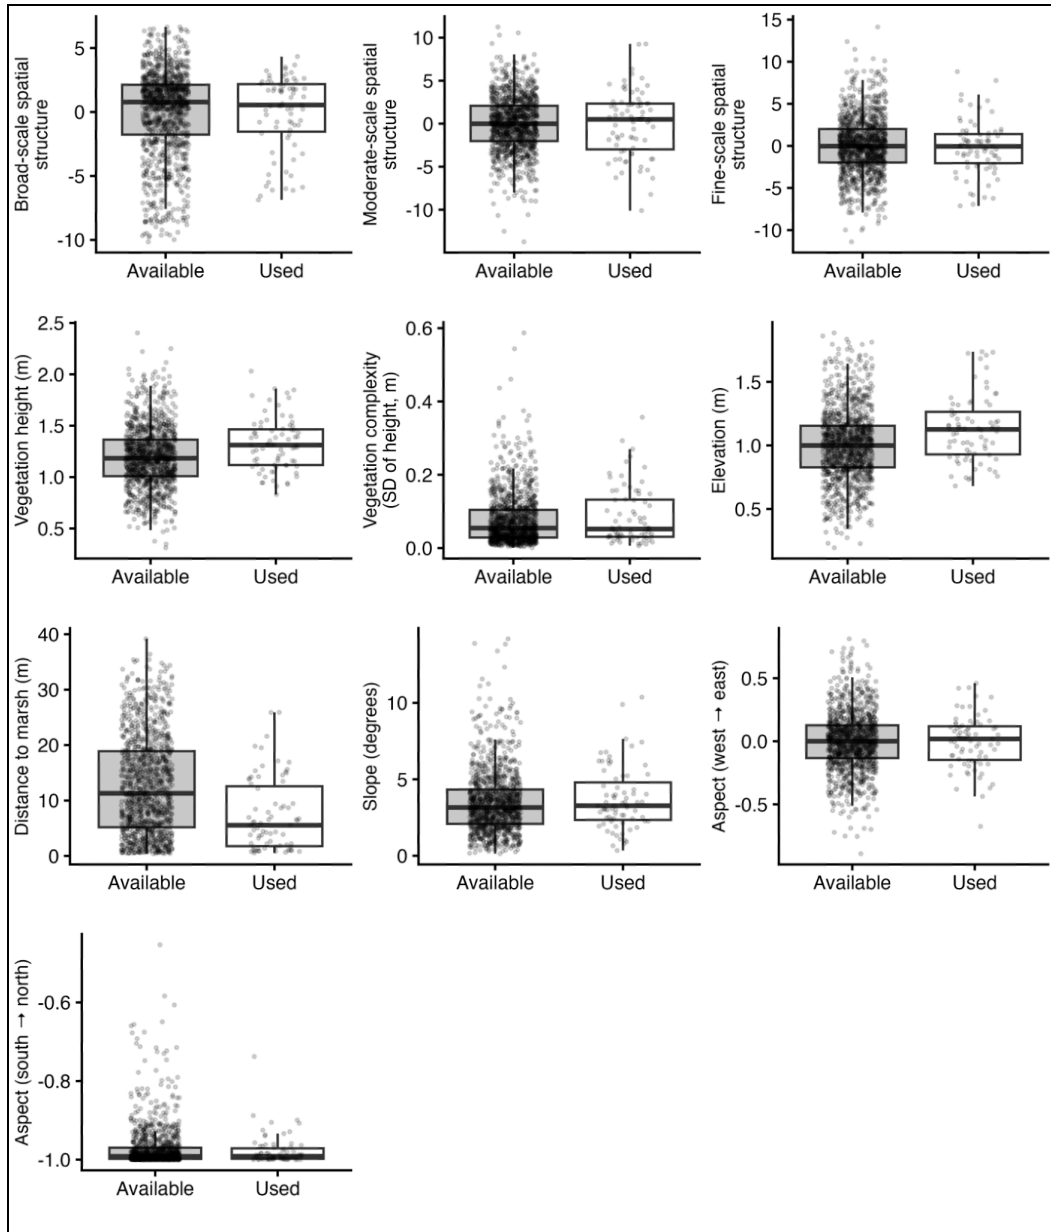 Broad-scale spatial
structure
5
0
-5
-10
Available Used
Moderate-scale spatial
structure
10
5
0
-5
-10
Available Used
Fine-scale spatial
structure
15
10
5
0
-5
-10
Available Used
Vegetation height (m)
2.5
2.0
1.5
1.0
0.5
Available Used
Vegetation complexity
(SD of height, m)
0.6
0.4
0.2
0.0
Available Used
Elevation (m)
1.5
1.0
0.5
Available Used
Distance to marsh (m)
40
30
20
10
0
Available Used
Slope (degrees)
10
5
0
Available Used
Aspect (west → east)
0.5
0.0
-0.5
Available Used
Aspect (south → north)
-0.6
-0.8
-1.0
Available Used